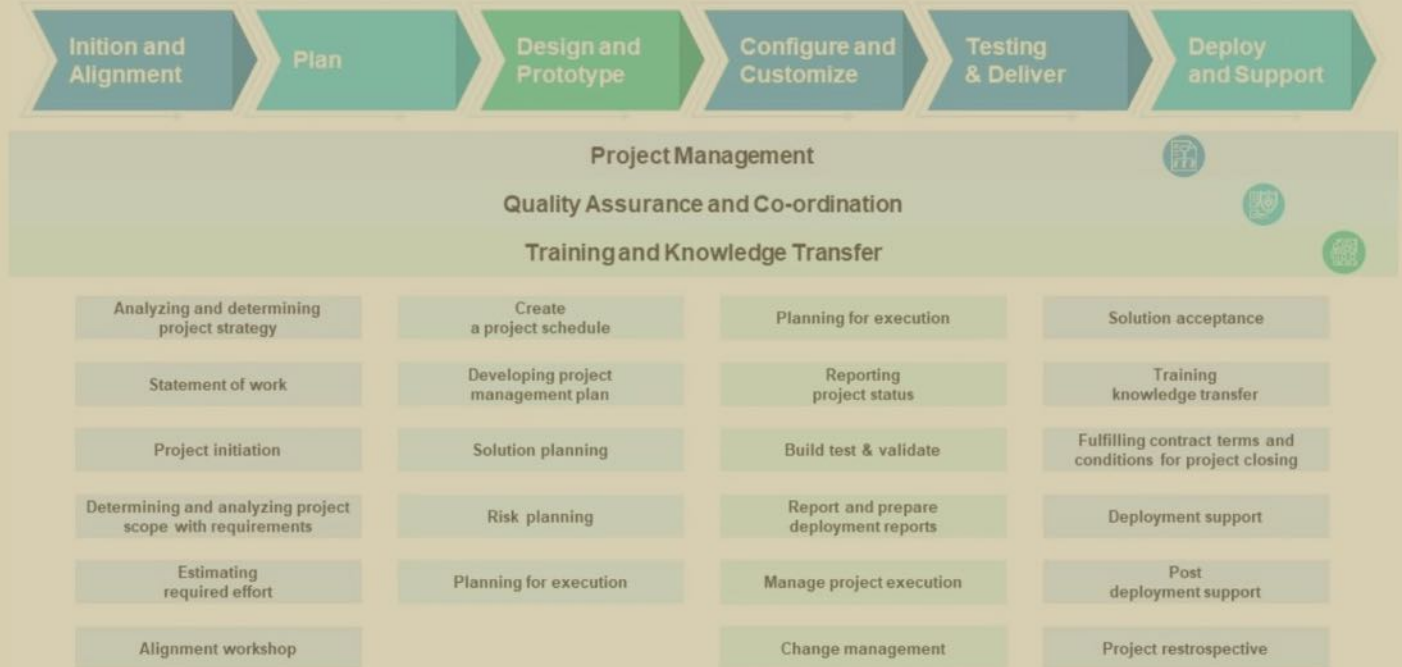 Inition and
Alignment
Plan
Design and
Prototype
Configure and
Customize
Testing
& Deliver
Deploy
and Support
Project Management
Quality Assurance and Co-ordination
Training and Knowledge Transfer
Analyzing and determining
project strategy
Statement of work
Project initiation
Determining and analyzing project
scope with requirements
Estimating
required effort
Alignment workshop
Create
a project schedule
Developing project
management plan
Solution planning
Risk planning
Planning for execution
Planning for execution
Reporting
project status
Build test & validate
Report and prepare
deployment reports
Manage project execution
Change management
Solution acceptance
Training
knowledge transfer
Fulfilling contract terms and
conditions for project closing
Deployment support
Post
deployment support
Project restrospective